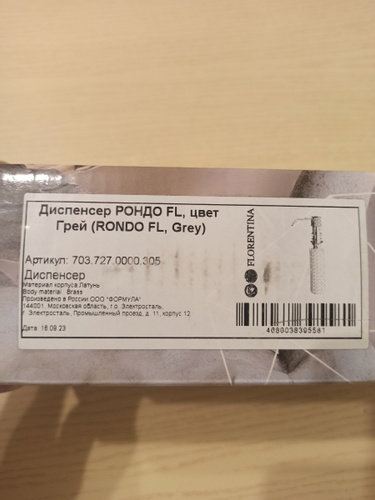 Диспенсер РОНДО FL, цвет
Грей (RONDO FL, Grey)
FLORENTINA
Артикул: 703.727.0000.305
Диспенсер
Материал корпуса:Латунь
Body material : Brass
Произведено в России ООО "ФОРМУЛА"
144001, Московская область, г.о. Электросталь,
г. Электросталь, Промышленный проезд, д. 11, корпус 12
Дата: 18.09.23
4680038305581